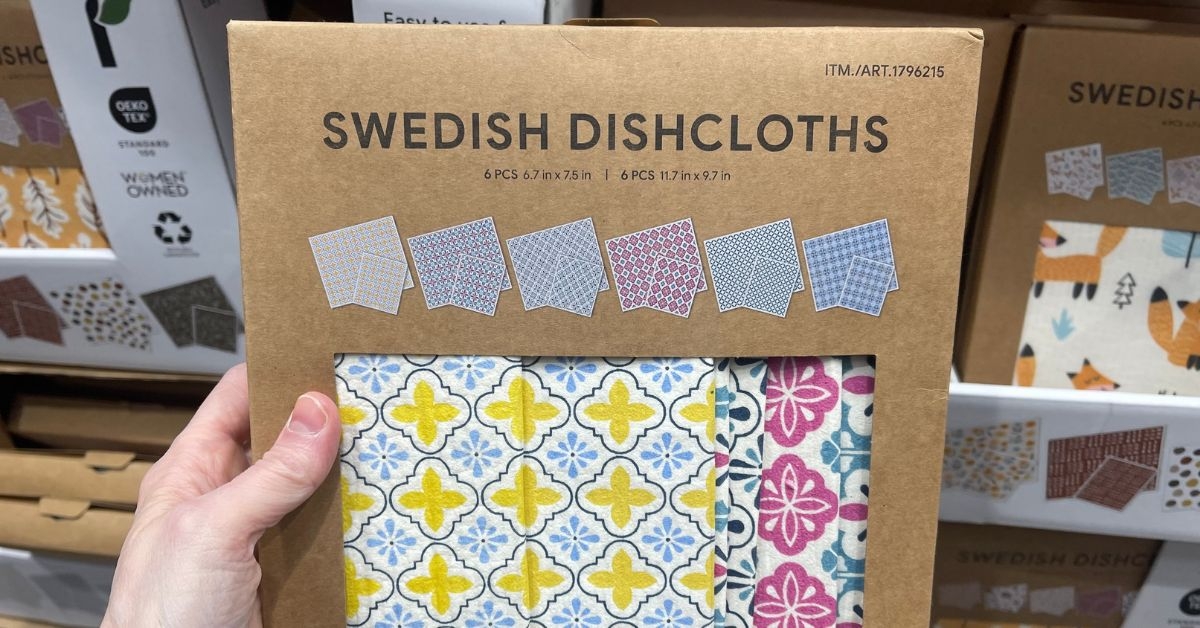 Easy to use &
OEKO
TEX®
STANDARD
100
WOMEN
OWNED
ITM./ART.1796215
SWEDISH DISHCLOTHS
6 PCS 6.7 in x 7.5 in | 6 PCS 11.7 in x 9.7 in
SWEDISH
SWEDISH DISHC